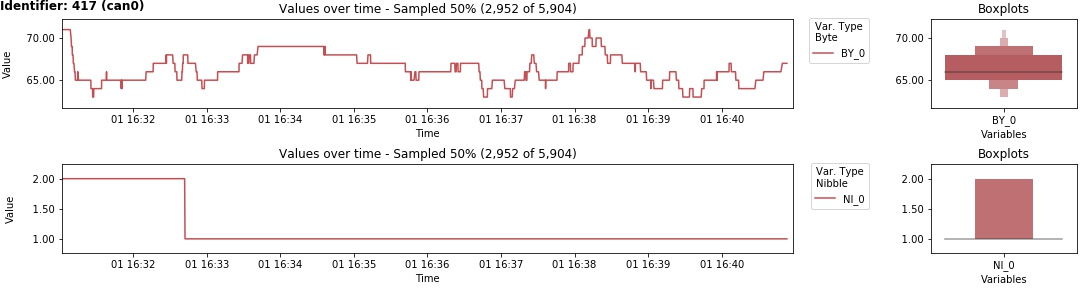 Identifier: 417 (can0)
Values over time - Sampled 50% (2,952 of 5,904)
Value
70.00
65.00
01 16:32 01 16:33 01 16:34 01 16:35 01 16:36 01 16:37 01 16:38 01 16:39 01 16:40
Time
Var. Type
Byte
BY_0
Boxplots
70.00
65.00
BY_0
Variables
Values over time - Sampled 50% (2,952 of 5,904)
Value
2.00
1.50
1.00
01 16:32 01 16:33 01 16:34 01 16:35 01 16:36 01 16:37 01 16:38 01 16:39 01 16:40
Time
Var. Type
Nibble
NI_0
Boxplots
2.00
1.50
1.00
NI_0
Variables